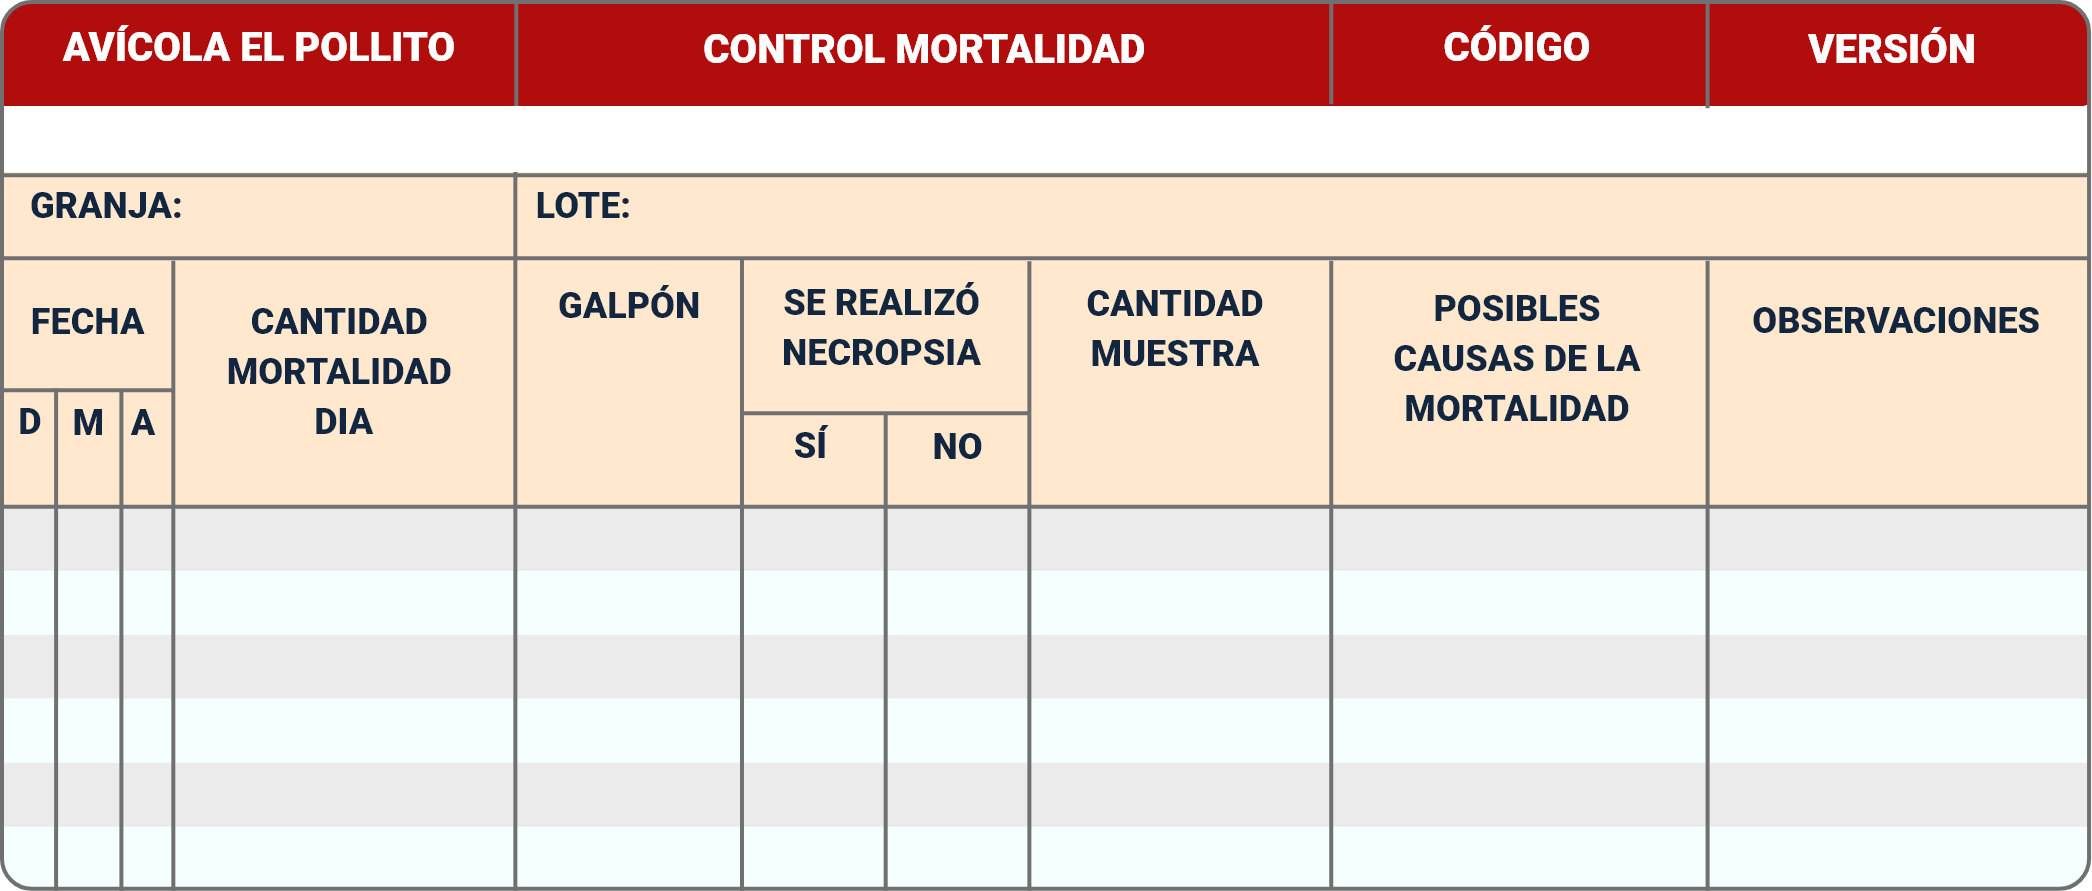 AVÍCOLA EL POLLITO
CONTROL MORTALIDAD
CÓDIGO
VERSIÓN
GRANJA:
LOTE:
FECHA
D
M
A
CANTIDAD
MORTALIDAD
DIA
GALPÓN
SE REALIZÓ
NECROPSIA
SÍ
NO
CANTIDAD
MUESTRA
POSIBLES
CAUSAS DE LA
MORTALIDAD
OBSERVACIONES